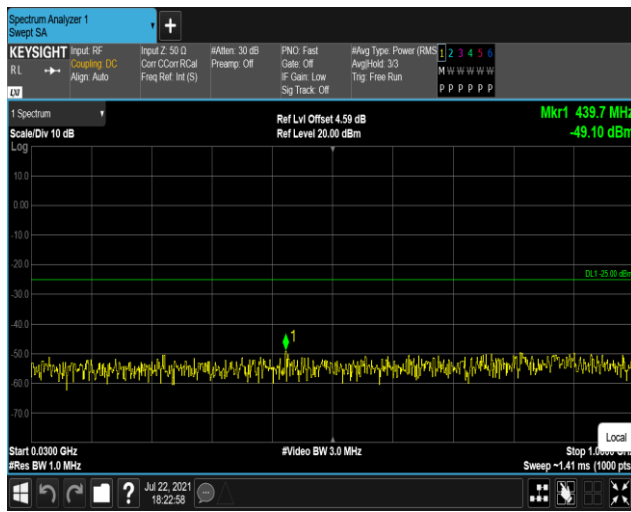 Spectrum Analyzer 1
Swept SA
+
KEYSIGHT Input: RF Input Z: 50 Ω #Atten: 30 dB PNO: Fast #Avg Type: Power (RMS 1 2 3 4 5 6
RL Coupling: DC Corr CCorr RCal Preamp: Off Gate: Off Avg|Hold: 3/3 M W W W W W
Align: Auto Freq Ref: Int (S) IF Gain: Low Trig: Free Run
LXI Sig Track: Off P P P P P P
1 Spectrum Ref Lvl Offset 4.59 dB Mkr1 439.7 MHz
Scale/Div 10 dB Ref Level 20.00 dBm -49.10 dBm
Log
10.0
0.00
-10.0
-20.0
DL1 -25.00 dBm
-30.0
-40.0
1
-50.0
-60.0
-70.0
Local
Start 0.0300 GHz #Video BW 3.0 MHz Stop
#Res BW 1.0 MHz Sweep ~1.41 ms (1000 pts
? Jul 22, 2021
18:22:58